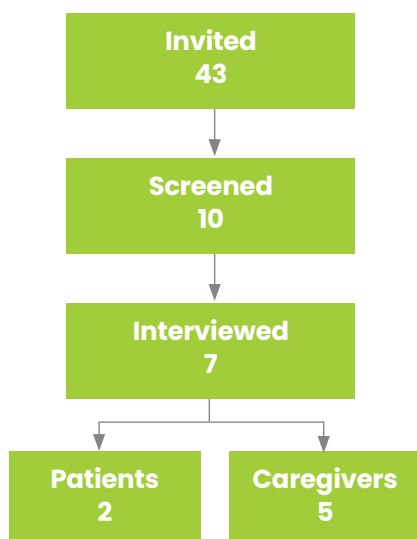 Invited
43
Screened
10
Interviewed
7
Patients
2
Caregivers
5